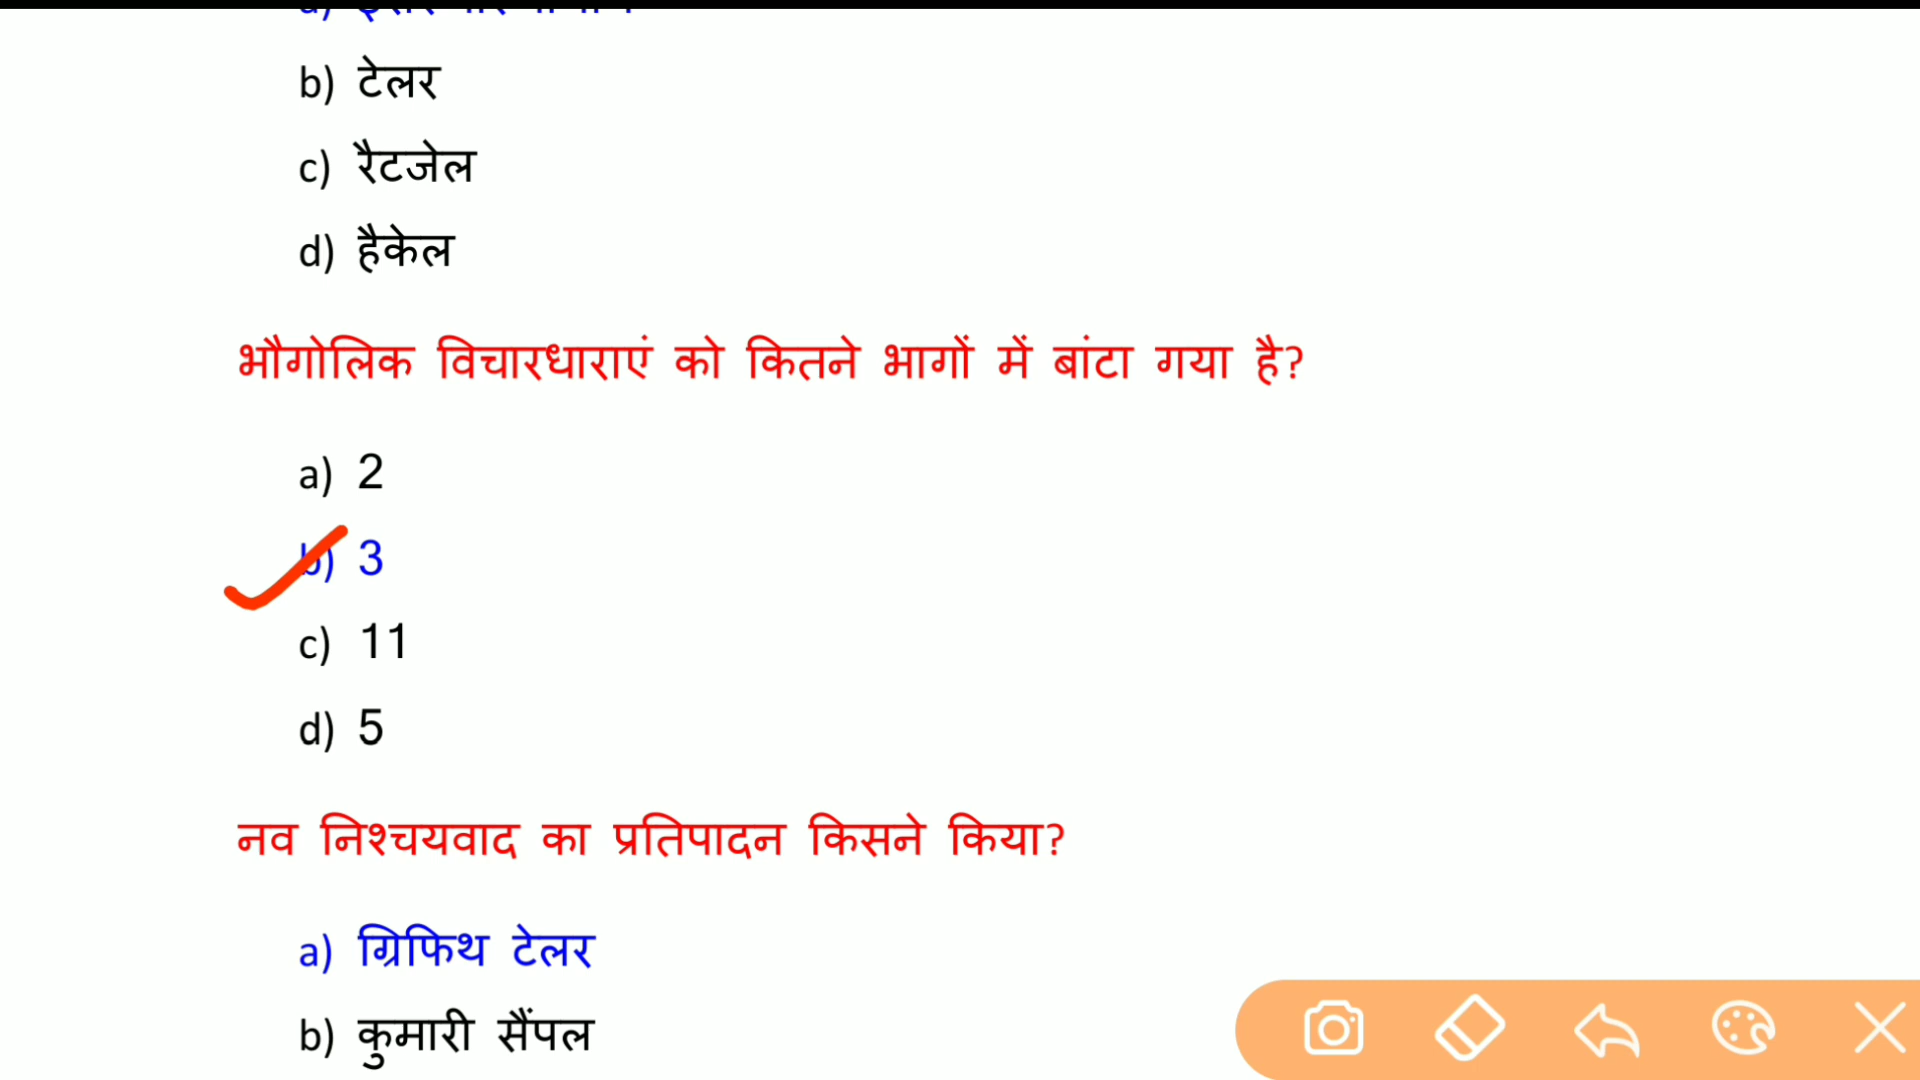 b) टेलर
c) रैटजेल
d) हैकेल
भौगोलिक विचारधाराएं को कितने भागों में बांटा गया है?
a) 2
b) 3
c) 11
d) 5
नव निश्चयवाद का प्रतिपादन किसने किया?
a) ग्रिफिथ टेलर
b) कुमारी सैंपल